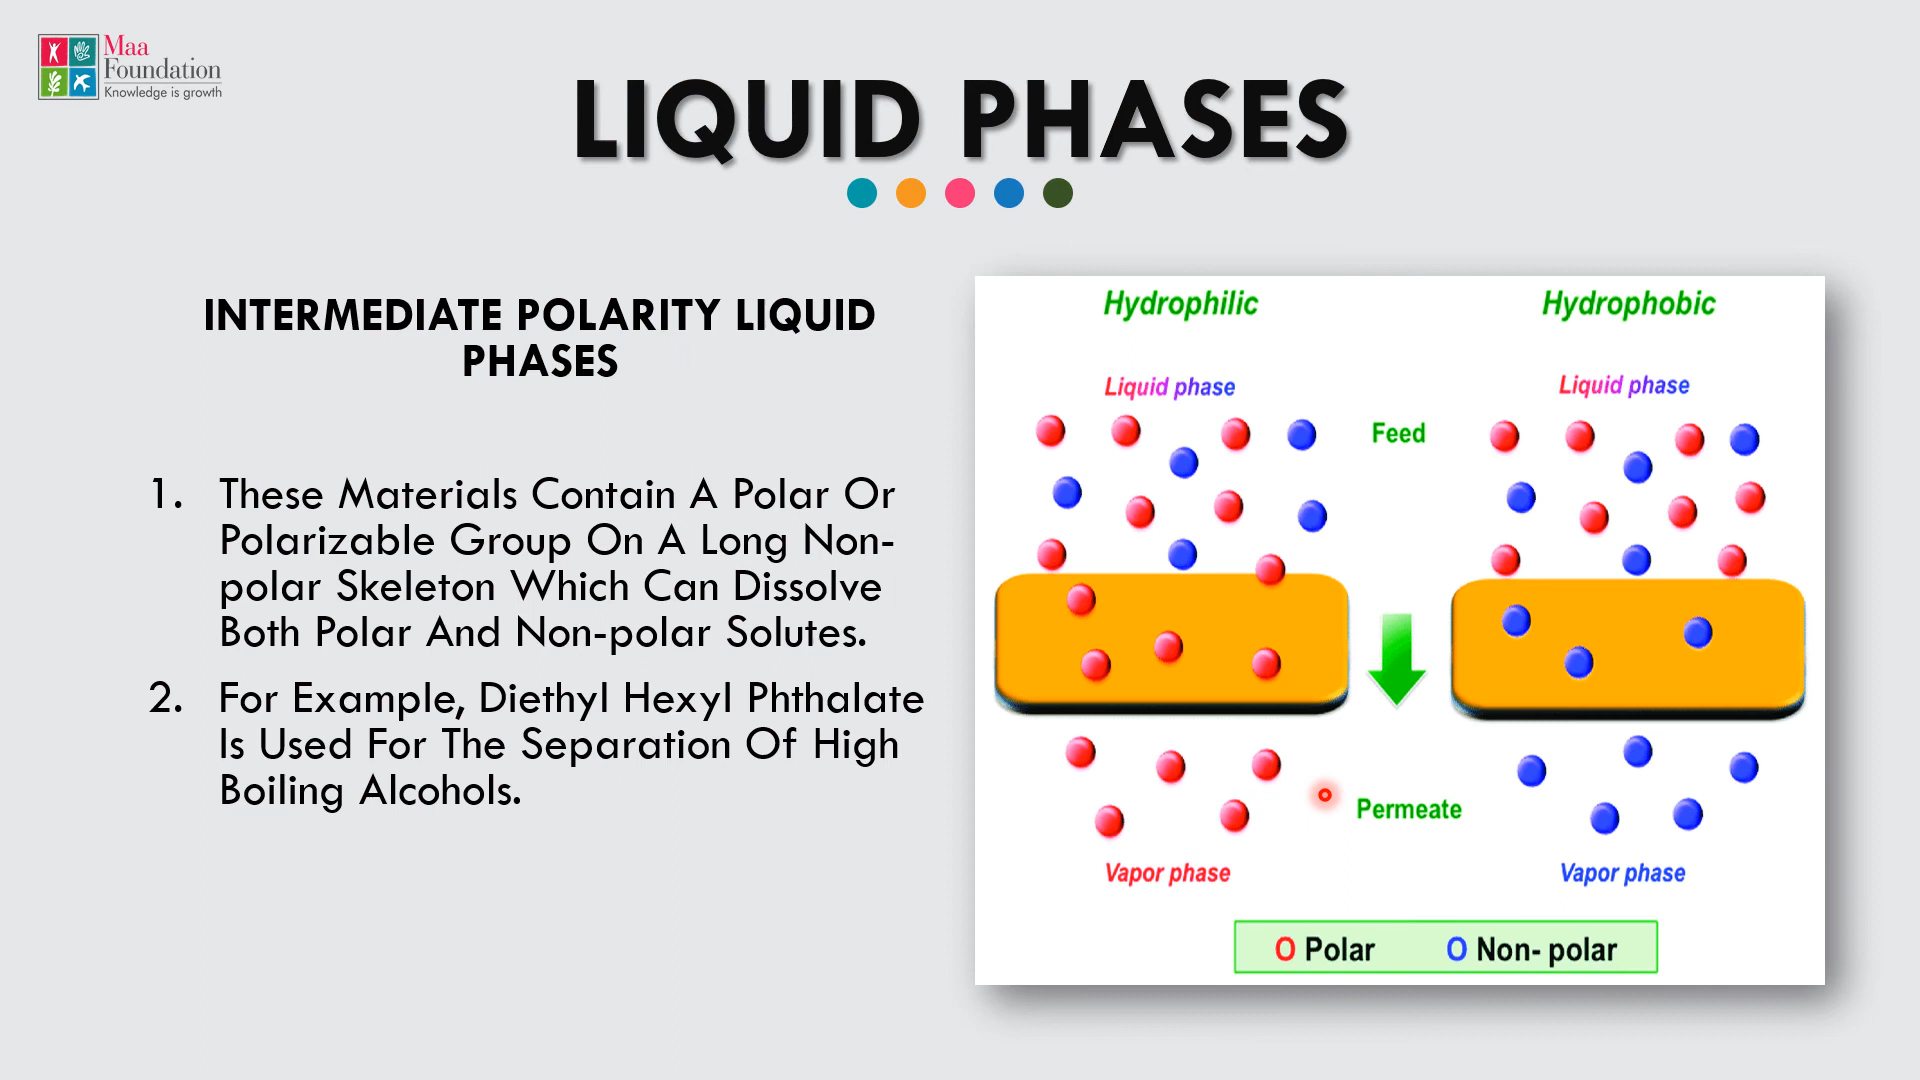 Maa
Foundation
Knowledge is growth
LIQUID PHASES
INTERMEDIATE POLARITY LIQUID
PHASES
1. These Materials Contain A Polar Or
Polarizable Group On A Long Non-
polar Skeleton Which Can Dissolve
Both Polar And Non-polar Solutes.
2. For Example, Diethyl Hexyl Phthalate
Is Used For The Separation Of High
Boiling Alcohols.
Hydrophilic
Hydrophobic
Liquid phase
Liquid phase
Feed
Permeate
Vapor phase
Vapor phase
O Polar
O Non- polar